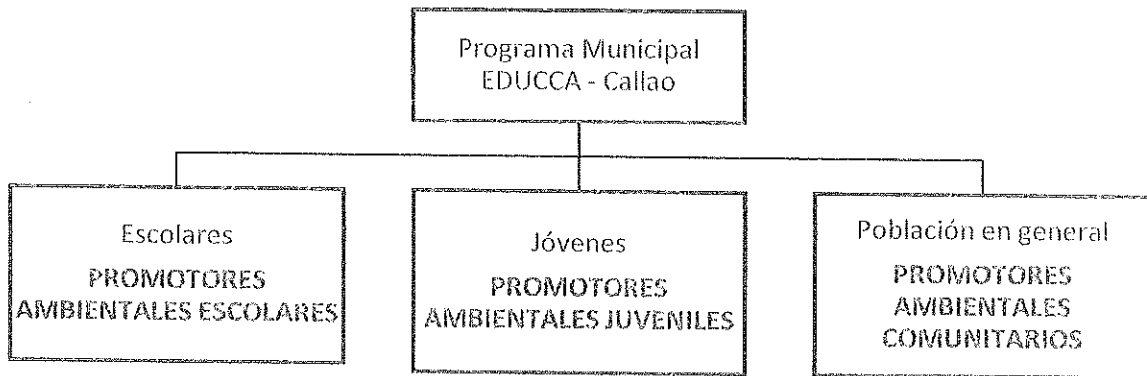 Programa Municipal
EDUCCA - Callao
Escolares
PROMOTORES
AMBIENTALES ESCOLARES
Jóvenes
PROMOTORES
AMBIENTALES JUVENILES
Población en general
PROMOTORES
AMBIENTALES
COMUNITARIOS